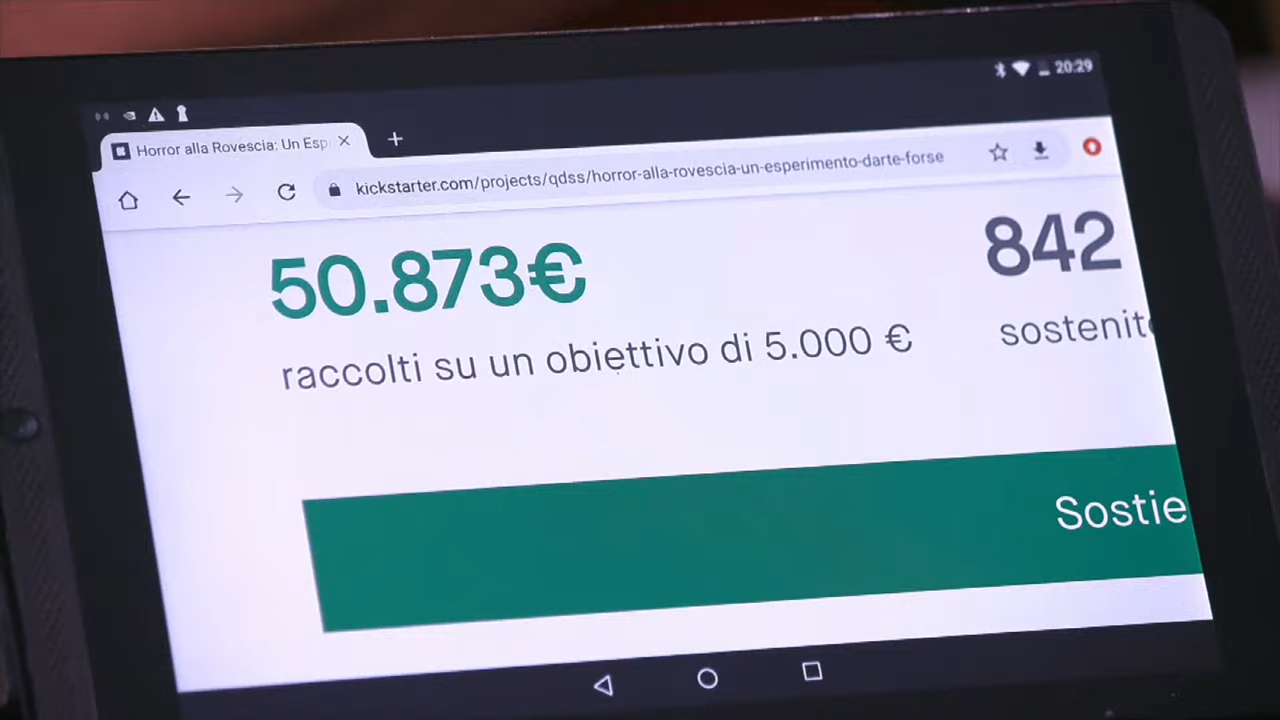 20:29
Horror alla Rovescia: Un Esp
kickstarter.com/projects/qdss/horror-alla-rovescia-un-esperimento-darte-forse
50.873€
842
raccolti su un obiettivo di 5.000 €
sostenito
Sostie